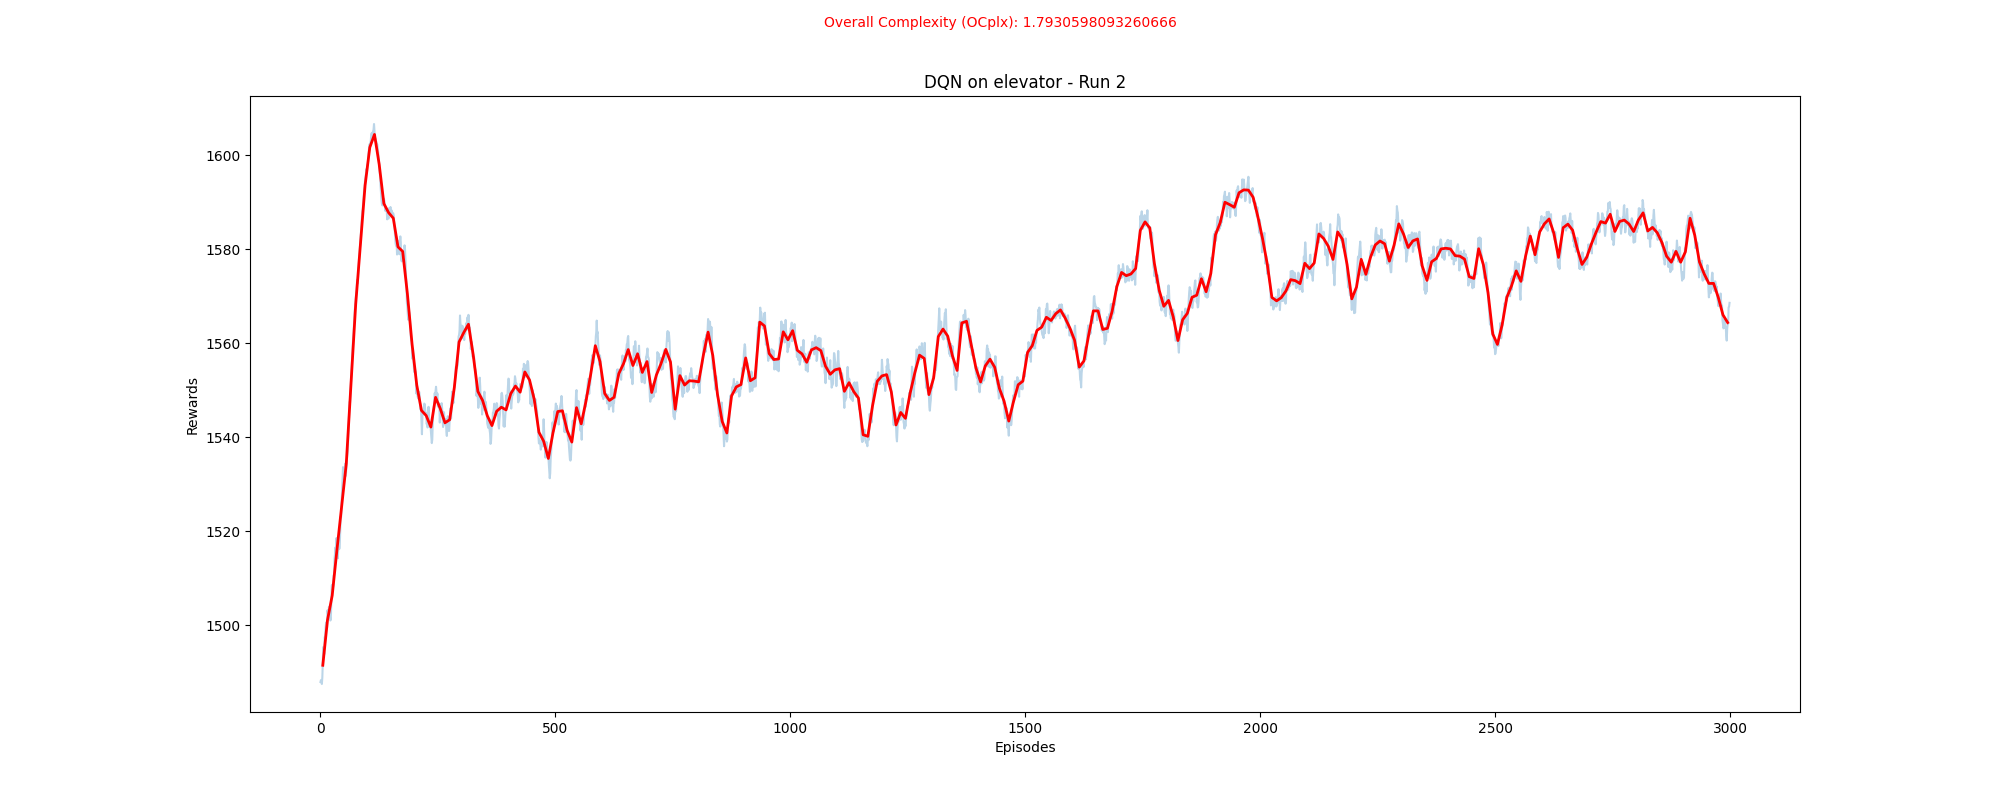 Overall Complexity (OCplx): 1.7930598093260666
DQN on elevator - Run 2
1600
1580
1560
1540
1520
1500
Rewards
0 500 1000 1500 2000 2500 3000
Episodes